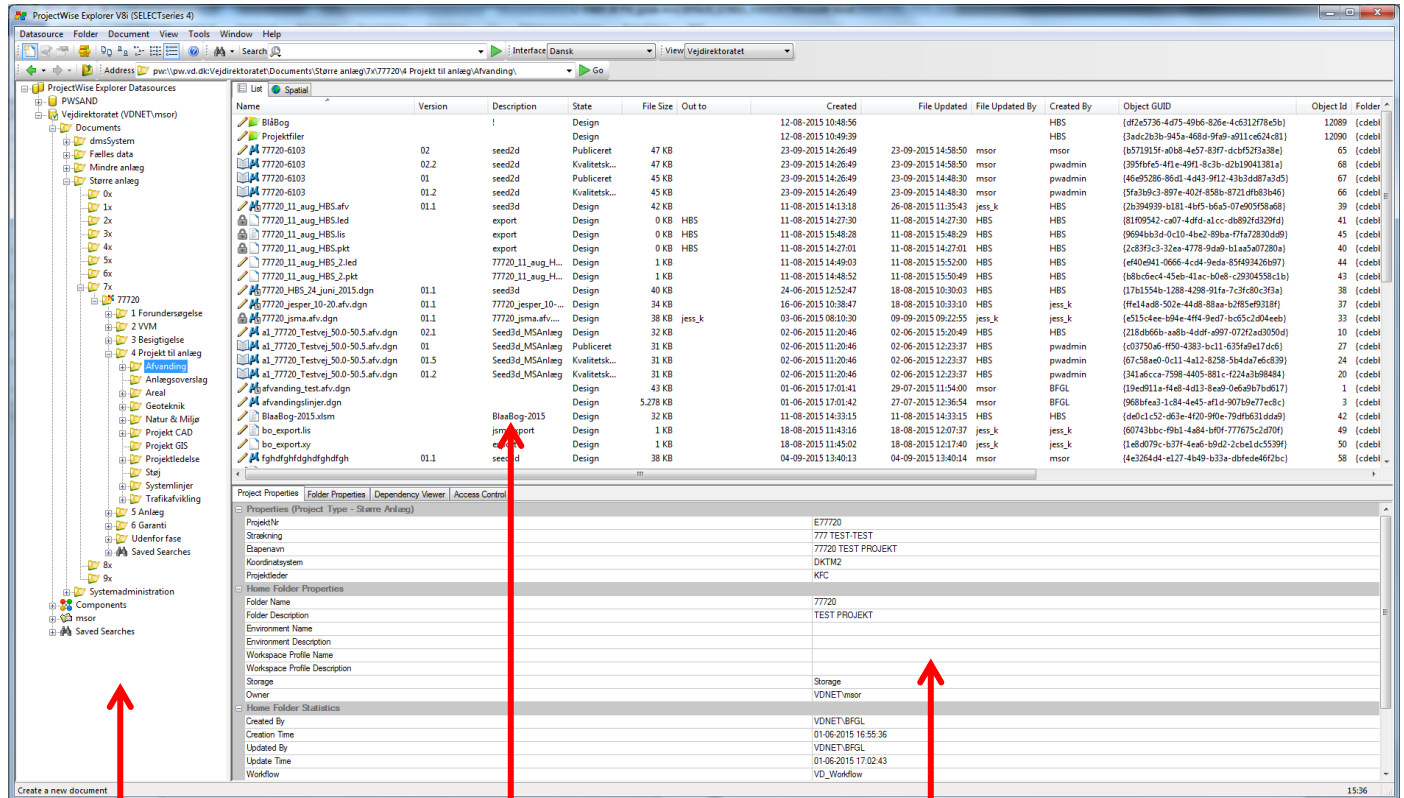 ProjectWise Explorer V8i (SELECTseries 4)
Datasource Folder Document View Tools Window Help
Search Interface Dansk View Vejdirektoratet
Address pw:\\pw.vd.dk:Vejdirektoratet\Documents\Større anlæg\7x\77720\4 Projekt til anlæg\Afvanding\ Go
ProjectWise Explorer Datasources
PWSAND
Vejdirektoratet (VDNET\msor)
Documents
dmsSystem
Fælles data
Mindre anlæg
Større anlæg
0x
1x
2x
3x
4x
5x
6x
7x
77720
1 Forundersøgelse
2 VVM
3 Besigtigelse
4 Projekt til anlæg
Afvanding
Anlægsoverslag
Areal
Geoteknik
Natur & Miljø
Projekt CAD
Projekt GIS
Projektledelse
Støj
Systemlinjer
Trafikafvikling
5 Anlæg
6 Garanti
Udenfor fase
Saved Searches
8x
9x
Systemadministration
Components
msor
Saved Searches
List Spatial
Name Version Description State File Size Out to Created File Updated File Updated By Created By Object GUID Object Id Folder
BlåBog ! Design 12-08-2015 10:48:56 HBS {df2e5736-4d75-49b6-826e-4c6312f78e5b} 12089 {cdebl
Projektfiler Design 12-08-2015 10:49:39 HBS {3adc2b3b-945a-468d-9fa9-a911ce624c81} 12090 {cdebl
77720-6103 02 seed2d Publiceret 47 KB 23-09-2015 14:26:49 23-09-2015 14:58:50 msor msor {b571915f-a0b8-4e57-83f7-dcbf52f3a38e} 65 {cdebl
77720-6103 02.2 seed2d Kvalitetsk... 47 KB 23-09-2015 14:26:49 23-09-2015 14:58:50 msor pwadmin {395fbfe5-4f1e-49f1-8c3b-d2b19041381a} 68 {cdebl
77720-6103 01 seed2d Publiceret 45 KB 23-09-2015 14:26:49 23-09-2015 14:48:30 msor pwadmin {46e95286-86d1-4d43-9f12-43b3dd87a3d5} 67 {cdebl
77720-6103 01.2 seed2d Kvalitetsk... 45 KB 23-09-2015 14:26:49 23-09-2015 14:48:30 msor pwadmin {5fa3b9c3-897e-402f-858b-8721dfb83b46} 66 {cdebl
77720_11_aug_HBS.afv 01.1 seed3d Design 42 KB 11-08-2015 14:13:18 26-08-2015 11:35:43 jess_k HBS {2b394939-b181-4bf5-b6a5-07e905f58a68} 39 {cdebl
77720_11_aug_HBS.led export Design 0 KB HBS 11-08-2015 14:27:30 11-08-2015 14:27:30 HBS HBS {81f09542-ca07-4dfd-a1cc-db892fd329fd} 41 {cdebl
77720_11_aug_HBS.lis export Design 0 KB HBS 11-08-2015 15:48:28 11-08-2015 15:48:29 HBS HBS {9694bb3d-0c10-4be2-89ba-f7fa72830dd9} 45 {cdebl
77720_11_aug_HBS.pkt export Design 0 KB HBS 11-08-2015 14:27:01 11-08-2015 14:27:01 HBS HBS {2c83f3c3-32ea-4778-9da9-b1aa5a07280a} 40 {cdebl
77720_11_aug_HBS_2.led 77720_11_aug_H... Design 1 KB 11-08-2015 14:49:03 11-08-2015 15:52:00 HBS HBS {ef40e941-0666-4cd4-9eda-85f493426b97} 44 {cdebl
77720_11_aug_HBS_2.pkt 77720_11_aug_H... Design 1 KB 11-08-2015 14:48:52 11-08-2015 15:50:49 HBS HBS {b8bc6ec4-45eb-41ac-b0e8-c29304558c1b} 43 {cdebl
77720_HBS_24_juni_2015.dgn 01.1 seed3d Design 40 KB 24-06-2015 12:52:47 18-08-2015 10:30:03 HBS HBS {17b1554b-1288-4298-91fa-7c3fc80c3f3a} 38 {cdebl
77720_jesper_10-20.afv.dgn 01.1 77720_jesper_10-... Design 34 KB 16-06-2015 10:38:47 18-08-2015 10:33:10 HBS jess_k {ffe14ad8-502e-44d8-88aa-b2f85ef9318f} 37 {cdebl
77720_jsma.afv.dgn 01.1 77720_jsma.afv.... Design 38 KB jess_k 03-06-2015 08:10:30 09-09-2015 09:22:55 jess_k jess_k {e515c4ee-b94e-4ff4-9ed7-bc65c2d04eeb} 33 {cdebl
a1_77720_Testvej_50.0-50.5.afv.dgn 02.1 Seed3d_MSAnlæg Design 32 KB 02-06-2015 11:20:46 02-06-2015 15:20:49 HBS HBS {218db66b-aa8b-4ddf-a997-072f2ad3050d} 10 {cdebl
a1_77720_Testvej_50.0-50.5.afv.dgn 01 Seed3d_MSAnlæg Publiceret 31 KB 02-06-2015 11:20:46 02-06-2015 12:23:37 HBS pwadmin {c03750a6-ff50-4383-bc11-635fa9e17dc6} 27 {cdebl
a1_77720_Testvej_50.0-50.5.afv.dgn 01.5 Seed3d_MSAnlæg Kvalitetsk... 31 KB 02-06-2015 11:20:46 02-06-2015 12:23:37 HBS pwadmin {67c58ae0-0c11-4a12-8258-5b4da7e6c839} 24 {cdebl
a1_77720_Testvej_50.0-50.5.afv.dgn 01.2 Seed3d_MSAnlæg Kvalitetsk... 31 KB 02-06-2015 11:20:46 02-06-2015 12:23:37 HBS pwadmin {341a6cca-7598-4405-881c-f224a3b98484} 20 {cdebl
afvanding_test.afv.dgn Design 43 KB 01-06-2015 17:01:41 29-07-2015 11:54:00 msor BFGL {19ed911a-f4e8-4d13-8ea9-0e6a9b7bd617} 1 {cdebl
afvandingslinjer.dgn Design 5.278 KB 01-06-2015 17:01:42 27-07-2015 12:36:54 msor BFGL {968bfea3-1c84-4e45-af1d-907b9e77ec8c} 3 {cdebl
BlaaBog-2015.xlsm BlaaBog-2015 Design 32 KB 11-08-2015 14:33:15 11-08-2015 14:33:15 HBS HBS {de0c1c52-d63e-4f20-9f0e-79dfb631dda9} 42 {cdebl
bo_export.lis Design 1 KB 18-08-2015 11:43:16 18-08-2015 12:07:37 jess_k jess_k {60743bbc-f9b1-4a84-bf0f-777675c2d70f} 49 {cdebl
bo_export.xy Design 1 KB 18-08-2015 11:45:02 18-08-2015 12:17:40 jess_k jess_k {1e8d079c-b37f-4ea6-b9d2-2cbe1dc5539f} 50 {cdebl
fghdfghfdghdfghdfgh 01.1 Design 38 KB 04-09-2015 13:40:13 04-09-2015 13:40:14 msor msor {4e3264d4-e127-4b49-b33a-dbfede46f2bc} 58 {cdebl
Project Properties Folder Properties Dependency Viewer Access Control
Properties (Project Type - Større Anlæg)
ProjektNr E77720
Strækning 777 TEST-TEST
Etapenavn 77720 TEST PROJEKT
Koordinatsystem DKTM2
Projektleder KFC
Home Folder Properties
Folder Name 77720
Folder Description TEST PROJEKT
Environment Name
Environment Description
Workspace Profile Name
Workspace Profile Description
Storage Storage
Owner VDNET\msor
Home Folder Statistics
Created By VDNET\BFGL
Creation Time 01-06-2015 16:55:36
Updated By VDNET\BFGL
Update Time 01-06-2015 17:02:43
Workflow VD_Workflow
Create a new document 15:36